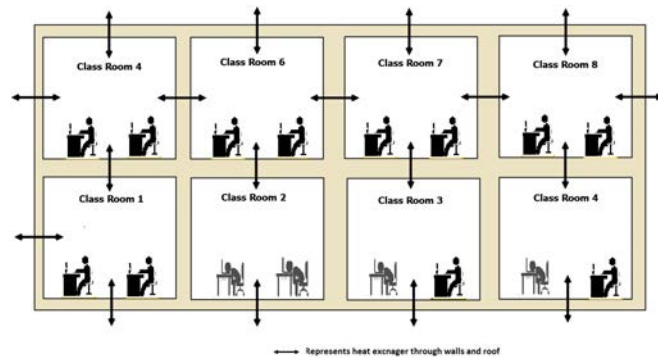 Class Room 4
Class Room 6
Class Room 7
Class Room 8
Class Room 1
Class Room 2
Class Room 3
Class Room 4
Represents heat excnager through walls and roof